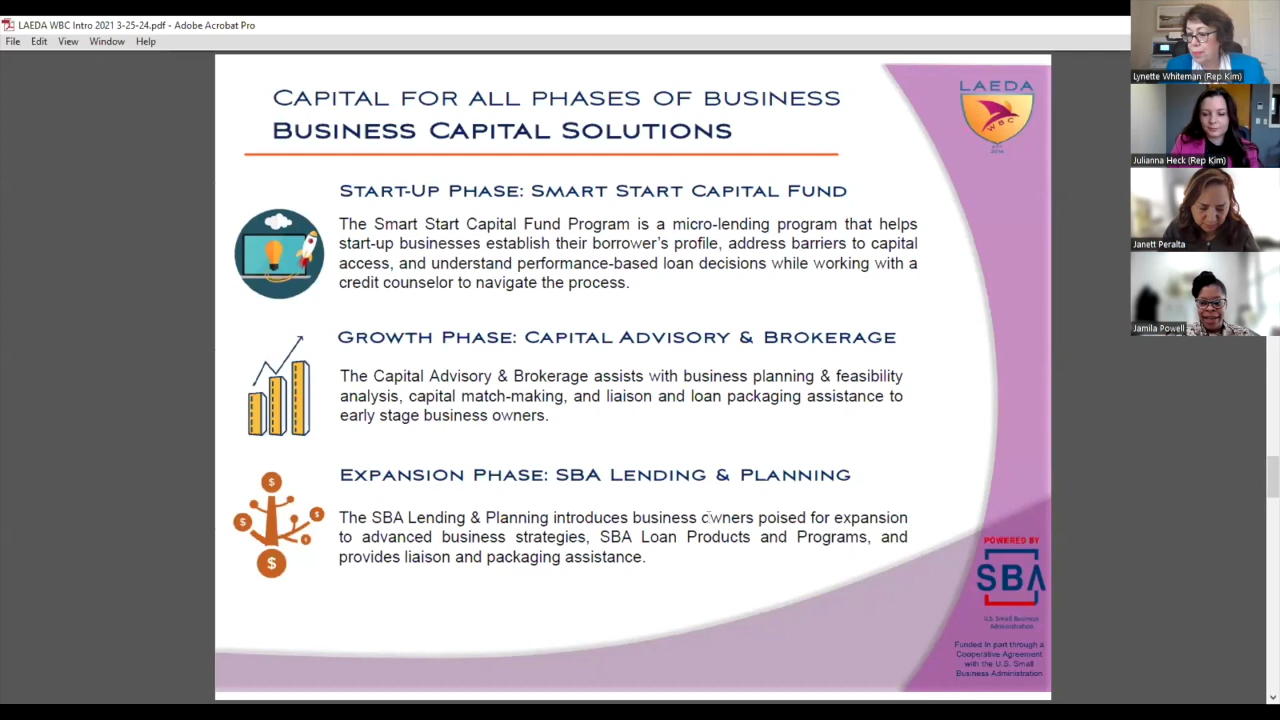 LAEDA WBC Intro 2021 3-25-24.pdf - Adobe Acrobat Pro
File Edit View Window Help
CAPITAL FOR ALL PHASES OF BUSINESS
BUSINESS CAPITAL SOLUTIONS
START-UP PHASE: SMART START CAPITAL FUND
The Smart Start Capital Fund Program is a micro-lending program that helps
start-up businesses establish their borrower's profile, address barriers to capital
access, and understand performance-based loan decisions while working with a
credit counselor to navigate the process.
GROWTH PHASE: CAPITAL ADVISORY & BROKERAGE
The Capital Advisory & Brokerage assists with business planning & feasibility
analysis, capital match-making, and liaison and loan packaging assistance to
early stage business owners.
EXPANSION PHASE: SBA LENDING & PLANNING
$
$
$
$
The SBA Lending & Planning introduces business owners poised for expansion
to advanced business strategies, SBA Loan Products and Programs, and
provides liaison and packaging assistance.
LAEDA
WBC
POWERED BY
SBA
U.S. Small Business
Administration
Funded in part through a
Cooperative Agreement
with the U.S. Small
Business Administration
Lynette Whiteman (Rep Kim)
Julianna Heck (Rep Kim)
Janett Peralta
Jamila Powell